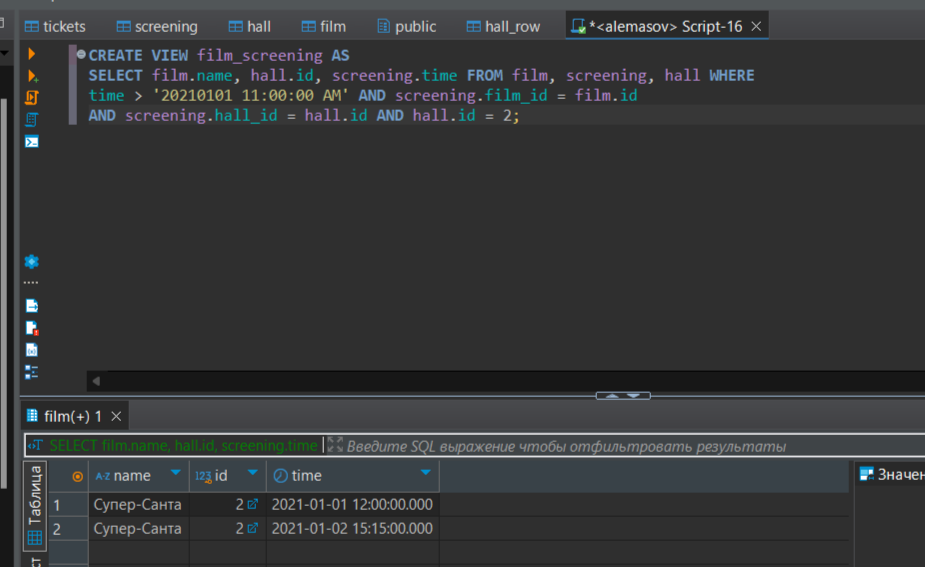 tickets screening hall film public hall_row *<alemasov> Script-16
CREATE VIEW film_screening AS
SELECT film.name, hall.id, screening.time FROM film, screening, hall WHERE
time > '20210101 11:00:00 AM' AND screening.film_id = film.id
AND screening.hall_id = hall.id AND hall.id = 2;
film(+) 1
SELECT film.name, hall.id, screening.time Введите SQL выражение чтобы отфильтровать результаты
Таблица
A-Z name 123 id time
1 Супер-Санта 2 2021-01-01 12:00:00.000
2 Супер-Санта 2 2021-01-02 15:15:00.000